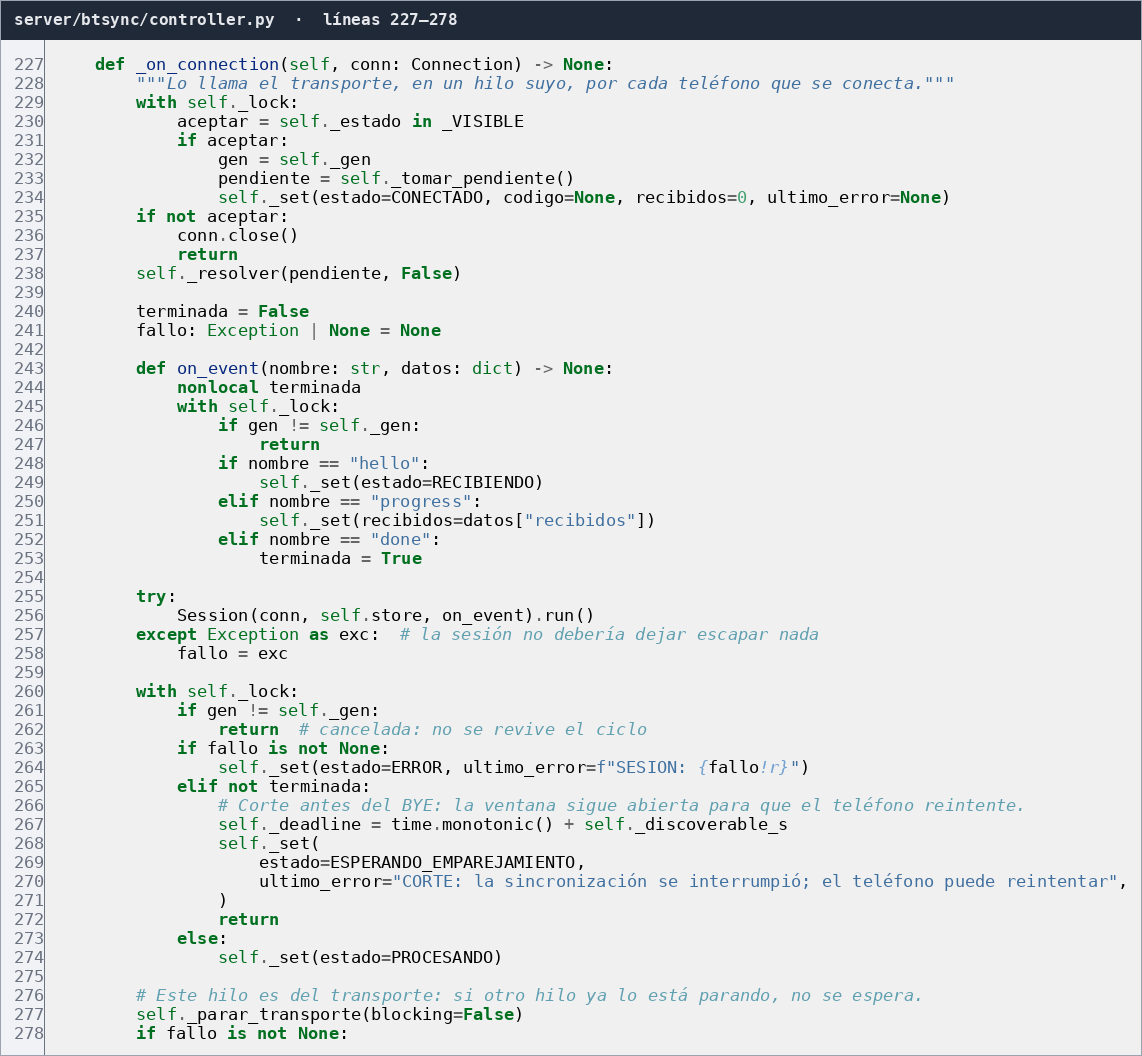 server/btsync/controller.py  ·  líneas 227–278
227     def _on_connection(self, conn: Connection) -> None:
228         """Lo llama el transporte, en un hilo suyo, por cada teléfono que se conecta."""
229         with self._lock:
230             aceptar = self._estado in _VISIBLE
231             if aceptar:
232                 gen = self._gen
233                 pendiente = self._tomar_pendiente()
234                 self._set(estado=CONECTADO, codigo=None, recibidos=0, ultimo_error=None)
235         if not aceptar:
236             conn.close()
237             return
238         self._resolver(pendiente, False)
239
240         terminada = False
241         fallo: Exception | None = None
242
243         def on_event(nombre: str, datos: dict) -> None:
244             nonlocal terminada
245             with self._lock:
246                 if gen != self._gen:
247                     return
248                 if nombre == "hello":
249                     self._set(estado=RECIBIENDO)
250                 elif nombre == "progress":
251                     self._set(recibidos=datos["recibidos"])
252                 elif nombre == "done":
253                     terminada = True
254
255         try:
256             Session(conn, self.store, on_event).run()
257         except Exception as exc:  # la sesión no debería dejar escapar nada
258             fallo = exc
259
260         with self._lock:
261             if gen != self._gen:
262                 return  # cancelada: no se revive el ciclo
263             if fallo is not None:
264                 self._set(estado=ERROR, ultimo_error=f"SESION: {fallo!r}")
265             elif not terminada:
266                 # Corte antes del BYE: la ventana sigue abierta para que el teléfono reintente.
267                 self._deadline = time.monotonic() + self._discoverable_s
268                 self._set(
269                     estado=ESPERANDO_EMPAREJAMIENTO,
270                     ultimo_error="CORTE: la sincronización se interrumpió; el teléfono puede reintentar",
271                 )
272                 return
273             else:
274                 self._set(estado=PROCESANDO)
275
276         # Este hilo es del transporte: si otro hilo ya lo está parando, no se espera.
277         self._parar_transporte(blocking=False)
278         if fallo is not None: